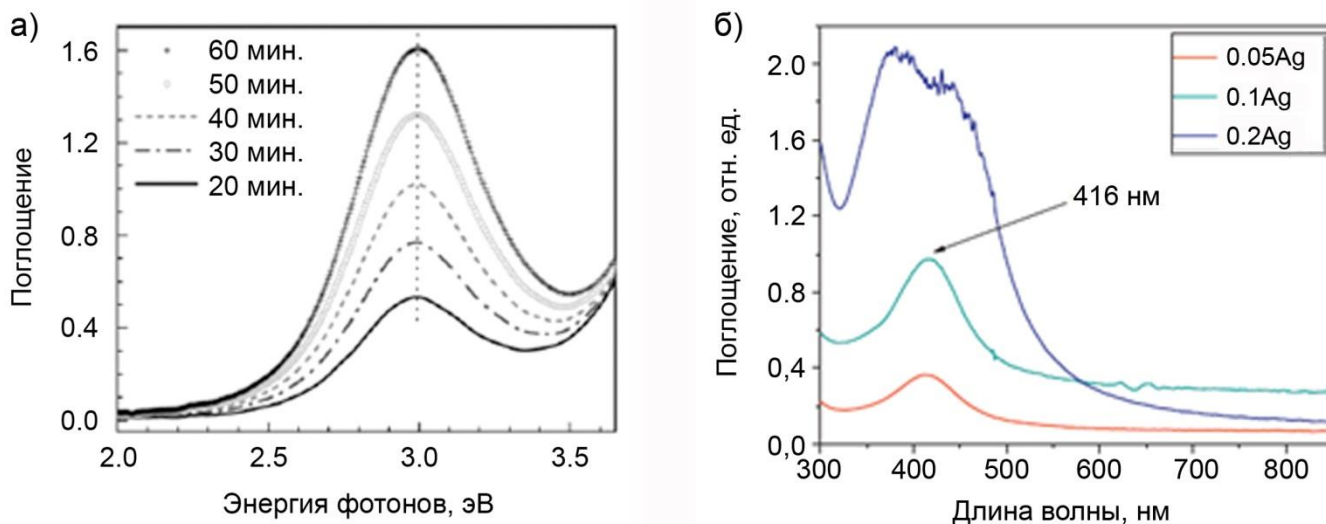 а)
60 мин.
50 мин.
40 мин.
30 мин.
20 мин.
1.6
1.2
0.8
0.4
0.0
2.0
2.5
3.0
3.5
Поглощение
Энергия фотонов, эВ
б)
0.05Ag
0.1Ag
0.2Ag
416 нм
2.0
1.6
1.2
0.8
0.4
0,0
300
400
500
600
700
800
Поглощение, отн. ед.
Длина волны, нм